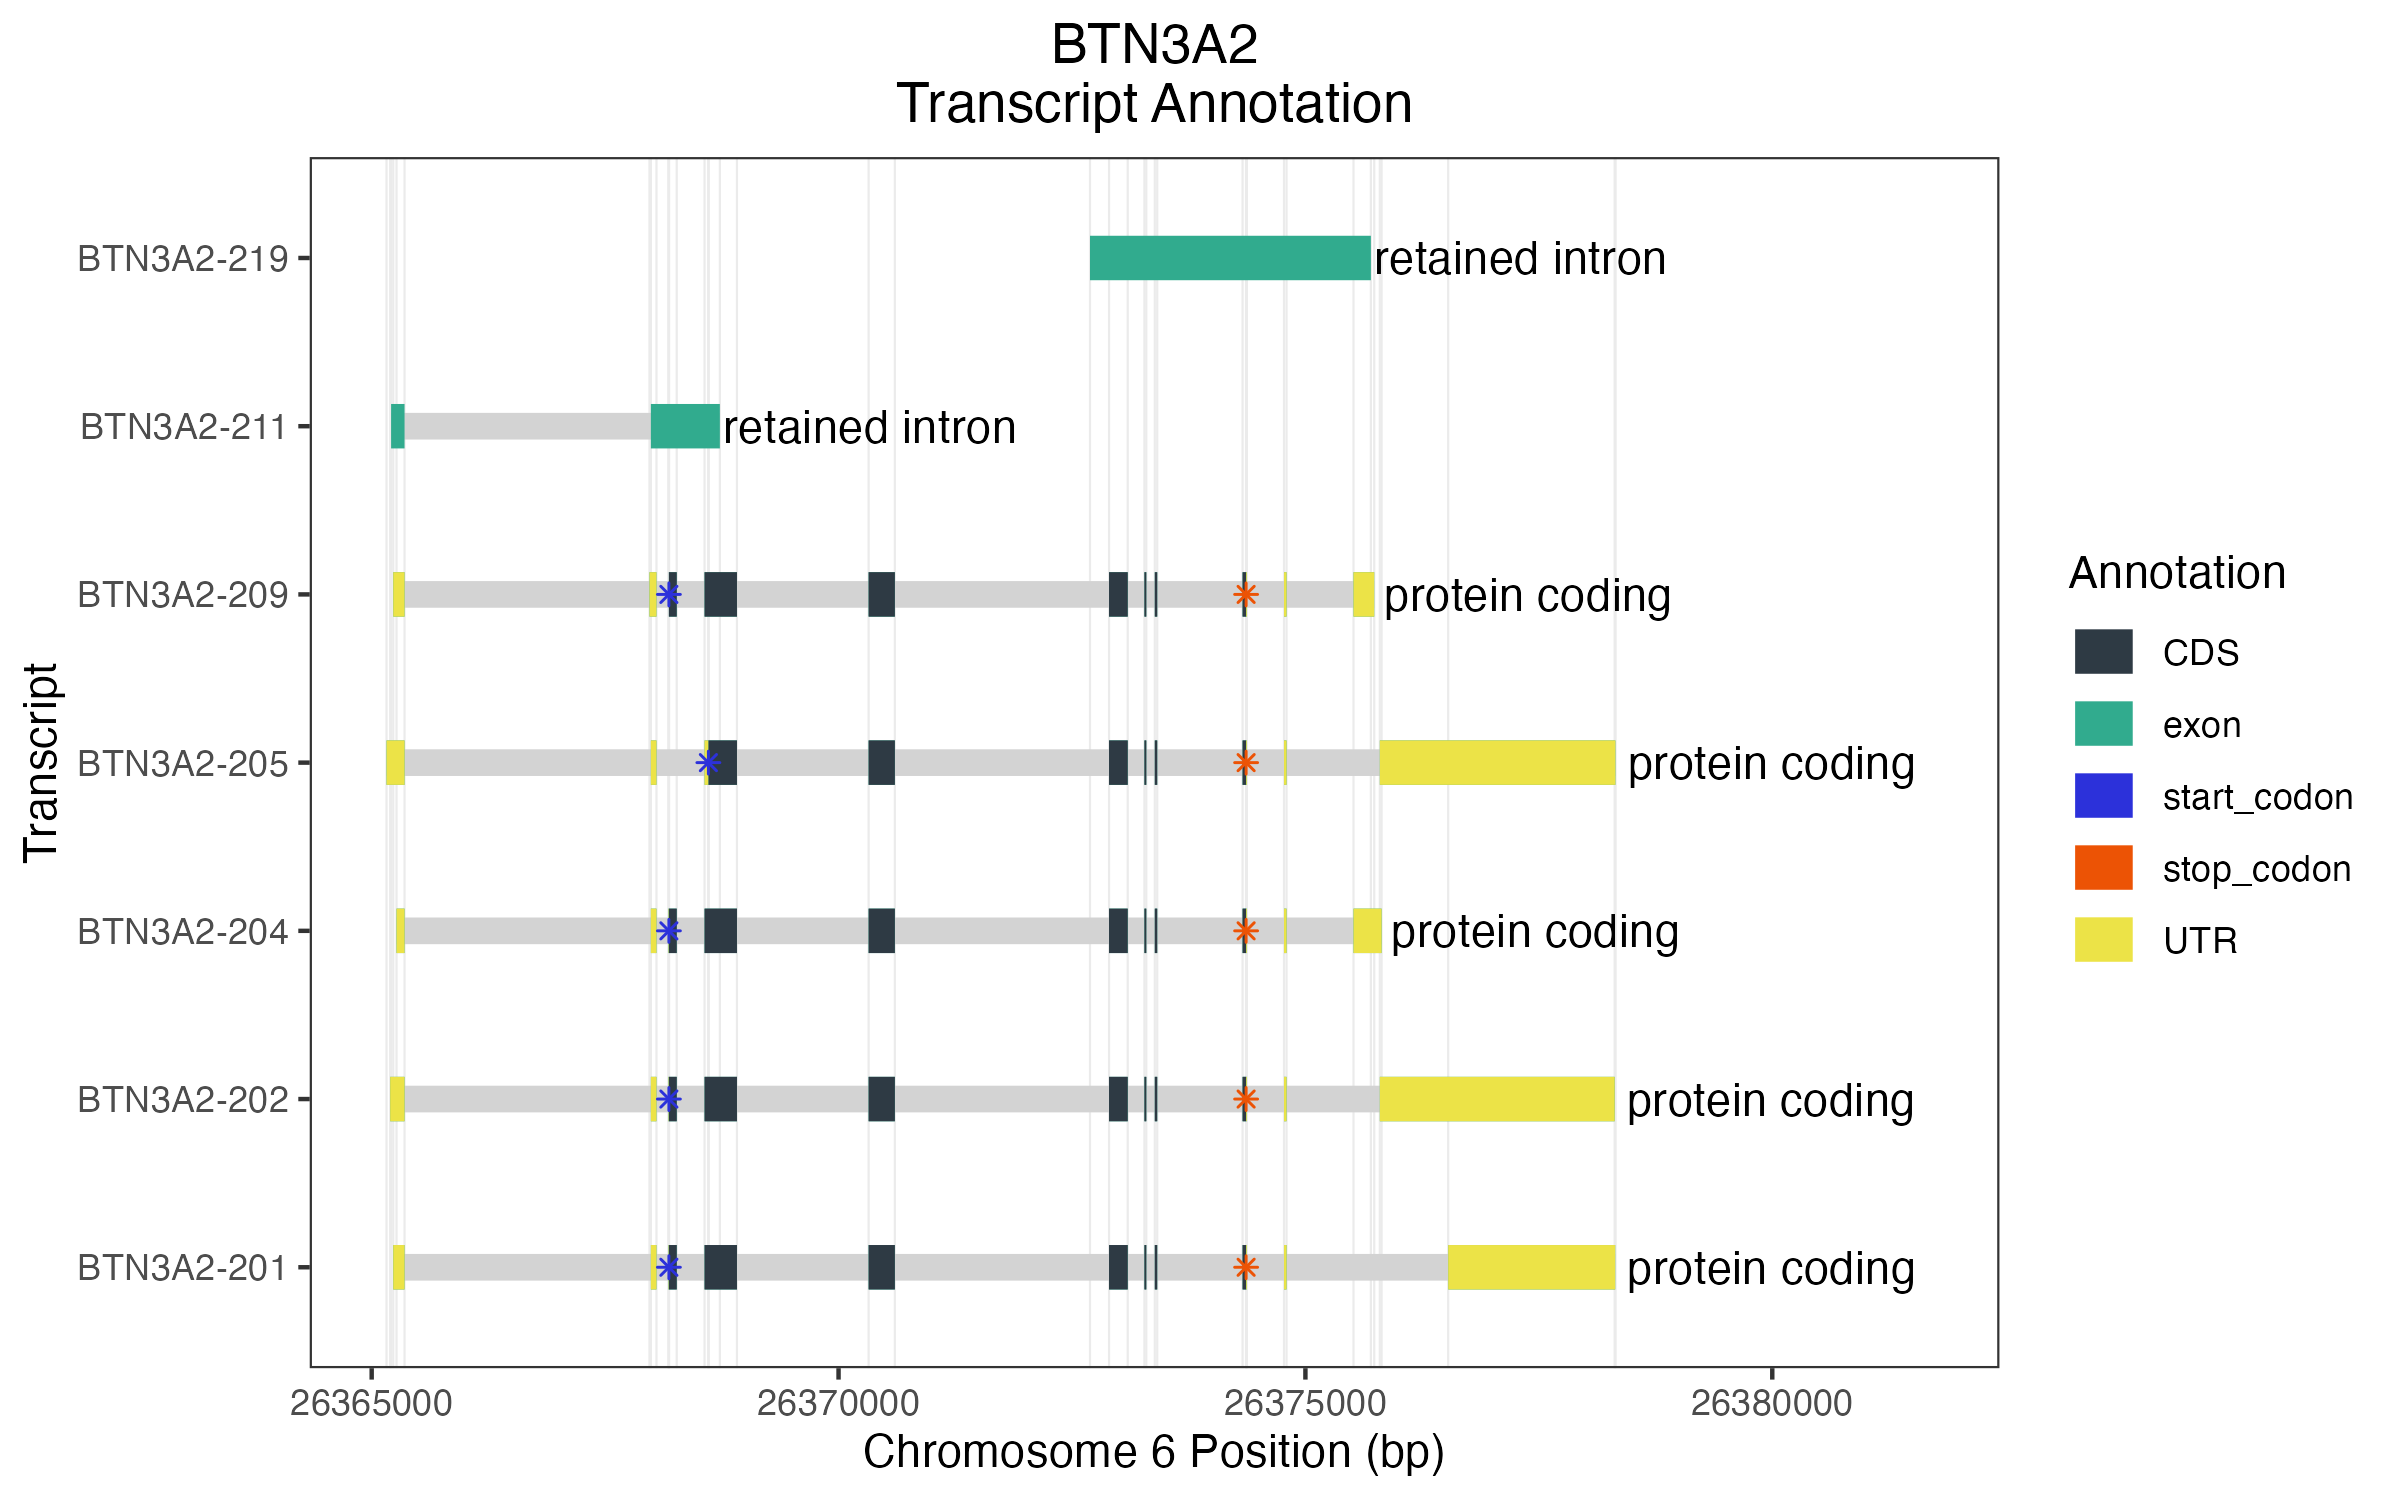 BTN3A2
Transcript Annotation
BTN3A2-219
retained intron
BTN3A2-211
retained intron
BTN3A2-209
protein coding
BTN3A2-205
protein coding
BTN3A2-204
protein coding
BTN3A2-202
protein coding
BTN3A2-201
protein coding
Transcript
26365000
26370000
26375000
26380000
Chromosome 6 Position (bp)
Annotation
CDS
exon
start_codon
stop_codon
UTR